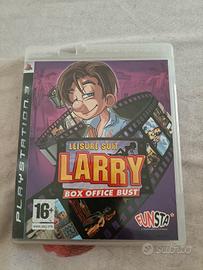 PLAYSTATION 3
LEISURE SUIT
LARRY
BOX OFFICE BUST
16+
FUNSTA
subito